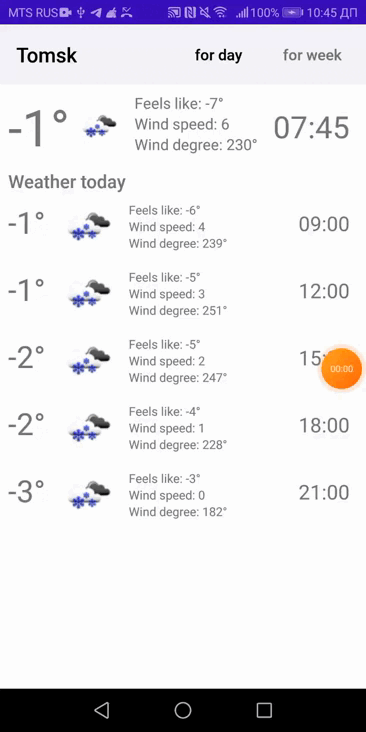 MTS RUS 100% 10:45 ДП
Tomsk for day for week
-1°
Feels like: -7°
Wind speed: 6
Wind degree: 230°
07:45
Weather today
-1°
Feels like: -6°
Wind speed: 4
Wind degree: 239°
09:00
-1°
Feels like: -5°
Wind speed: 3
Wind degree: 251°
12:00
-2°
Feels like: -5°
Wind speed: 2
Wind degree: 247°
00:00
-2°
Feels like: -4°
Wind speed: 1
Wind degree: 228°
18:00
-3°
Feels like: -3°
Wind speed: 0
Wind degree: 182°
21:00